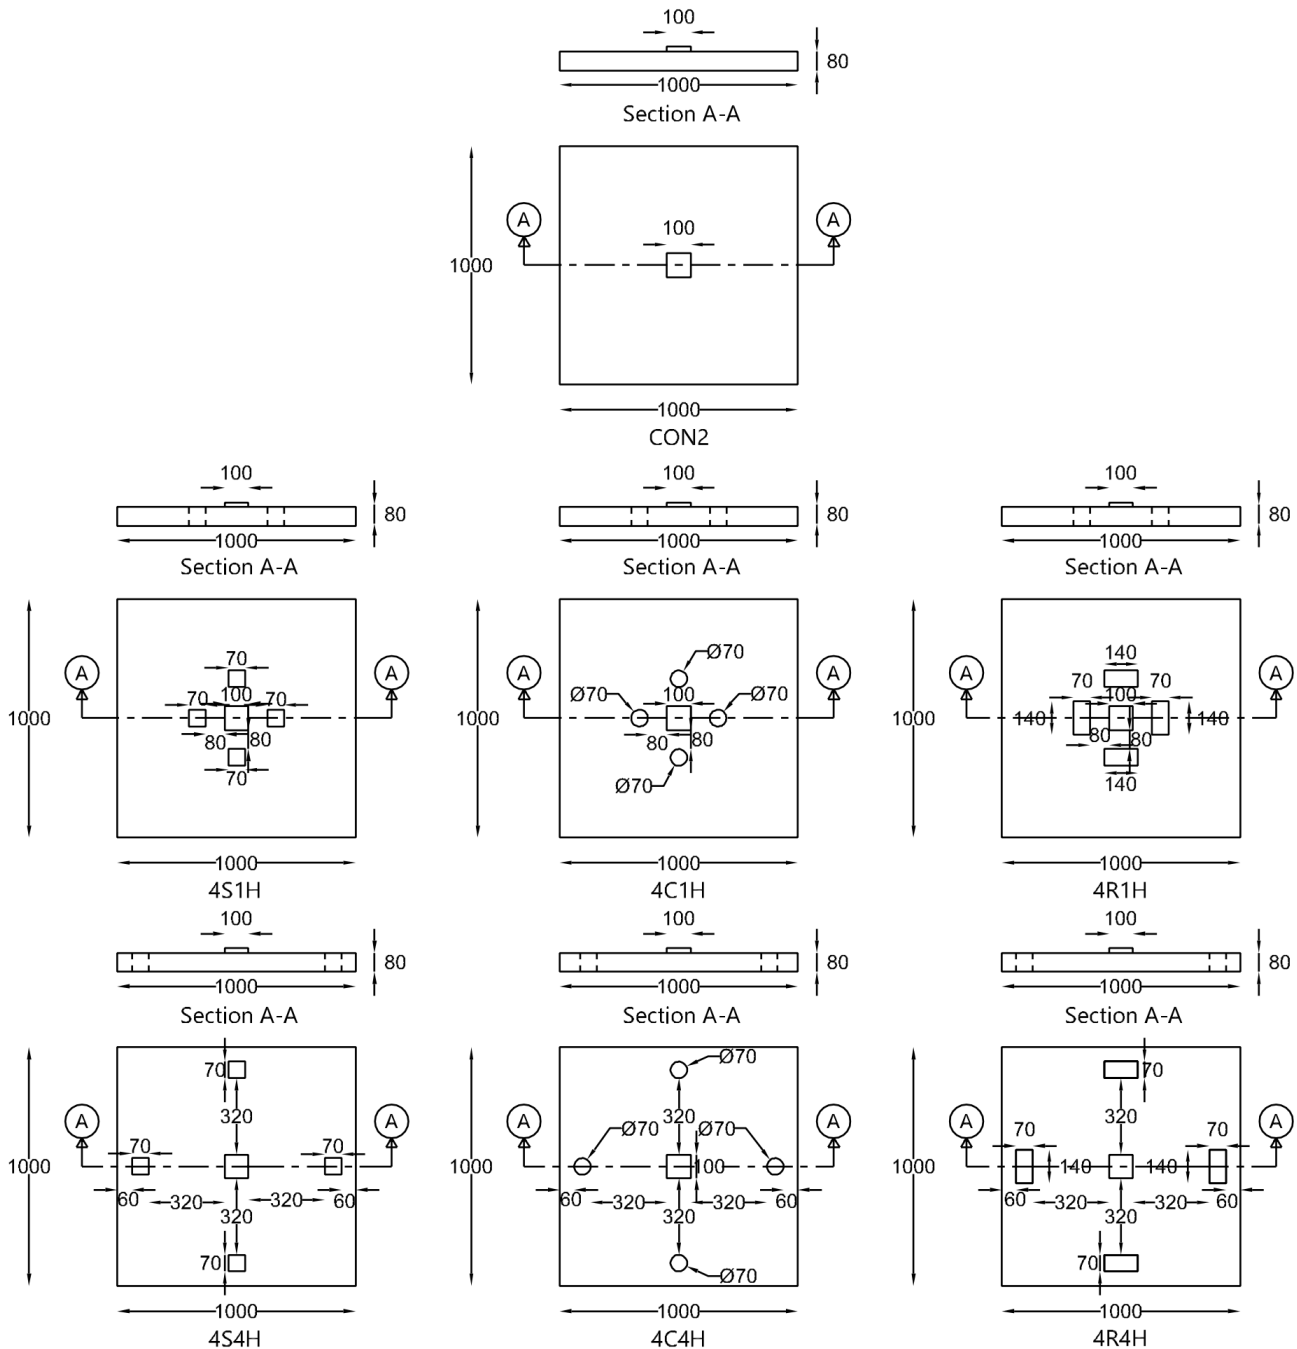 100
80
1000
Section A-A
A A
100
1000
1000
CON2
100 100 100
80 80 80
1000 1000 1000
Section A-A Section A-A Section A-A
70 Ø70 140
A A A A A A
70 100 70 Ø70 100 Ø70 70 100 70
1000 1000 1000 140 140
80 80 80 80 80 80
70 Ø70 140
1000 1000 1000
4S1H 4C1H 4R1H
100 100 100
80 80 80
1000 1000 1000
Section A-A Section A-A Section A-A
70 Ø70 70
320 320 320
A A A A A A
70 70 Ø70 Ø70 70 70
1000 1000 100 1000 140 140
60 320 320 60 60 320 320 60 60 320 320 60
320 320 320
70 Ø70 70
1000 1000 1000
4S4H 4C4H 4R4H